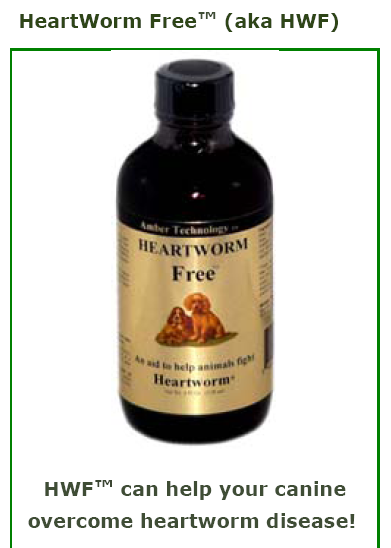 HeartWorm Free™ (aka HWF)
Amber Technology
HEARTWORM
Free™
An aid to help animals fight
Heartworm*
HWF™ can help your canine
overcome heartworm disease!